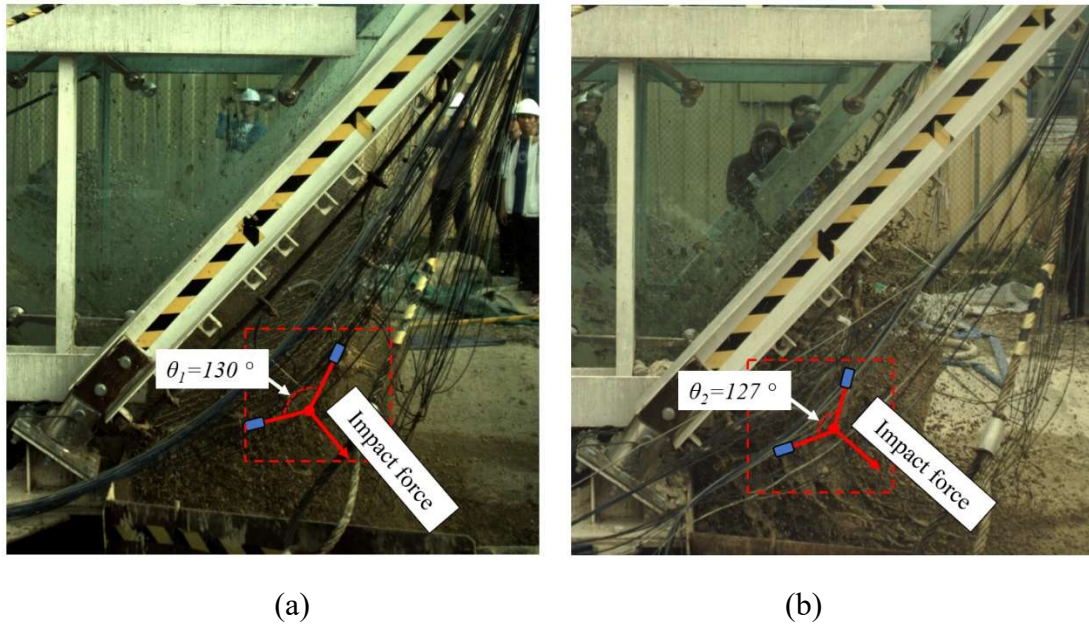 θ₁=130 °
Impact force
θ₂=127 °
Impact force
(a)
(b)